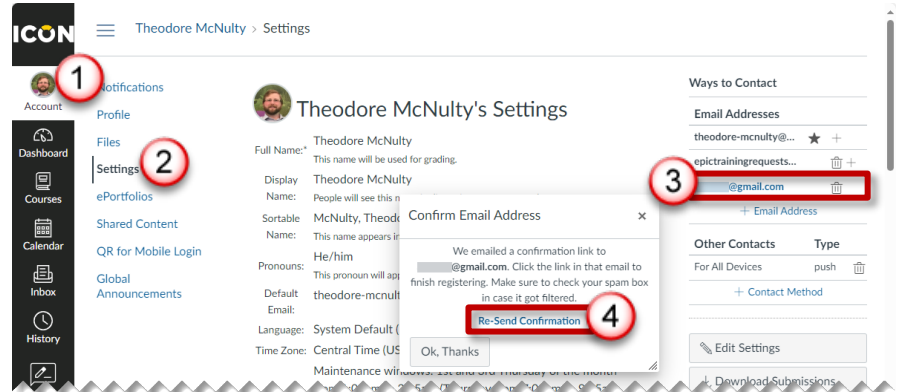 ICON
Theodore McNulty > Settings
1
Account
Dashboard
Courses
Calendar
Inbox
History
Notifications
Profile
Files
Settings
2
ePortfolios
Shared Content
QR for Mobile Login
Global
Announcements
Theodore McNulty's Settings
Full Name:* Theodore McNulty
This name will be used for grading.
Display Name: Theodore McNulty
People will see this
Sortable Name: McNulty, Theod
This name appears i
Pronouns: He/him
This pronoun will app
Default Email: theodore-mcnult
Language: System Default (
Time Zone: Central Time (US
Maintenance windows: 1st and 3rd Thursday of the month
Confirm Email Address ×
We emailed a confirmation link to
@gmail.com. Click the link in that email to
finish registering. Make sure to check your spam box
in case it got filtered.
Re-Send Confirmation
4
Ok, Thanks
Ways to Contact
Email Addresses
theodore-mcnulty@... ★ +
epictrainingrequests... +
3
@gmail.com
+ Email Address
Other Contacts Type
For All Devices push
+ Contact Method
Edit Settings
Download Submissions